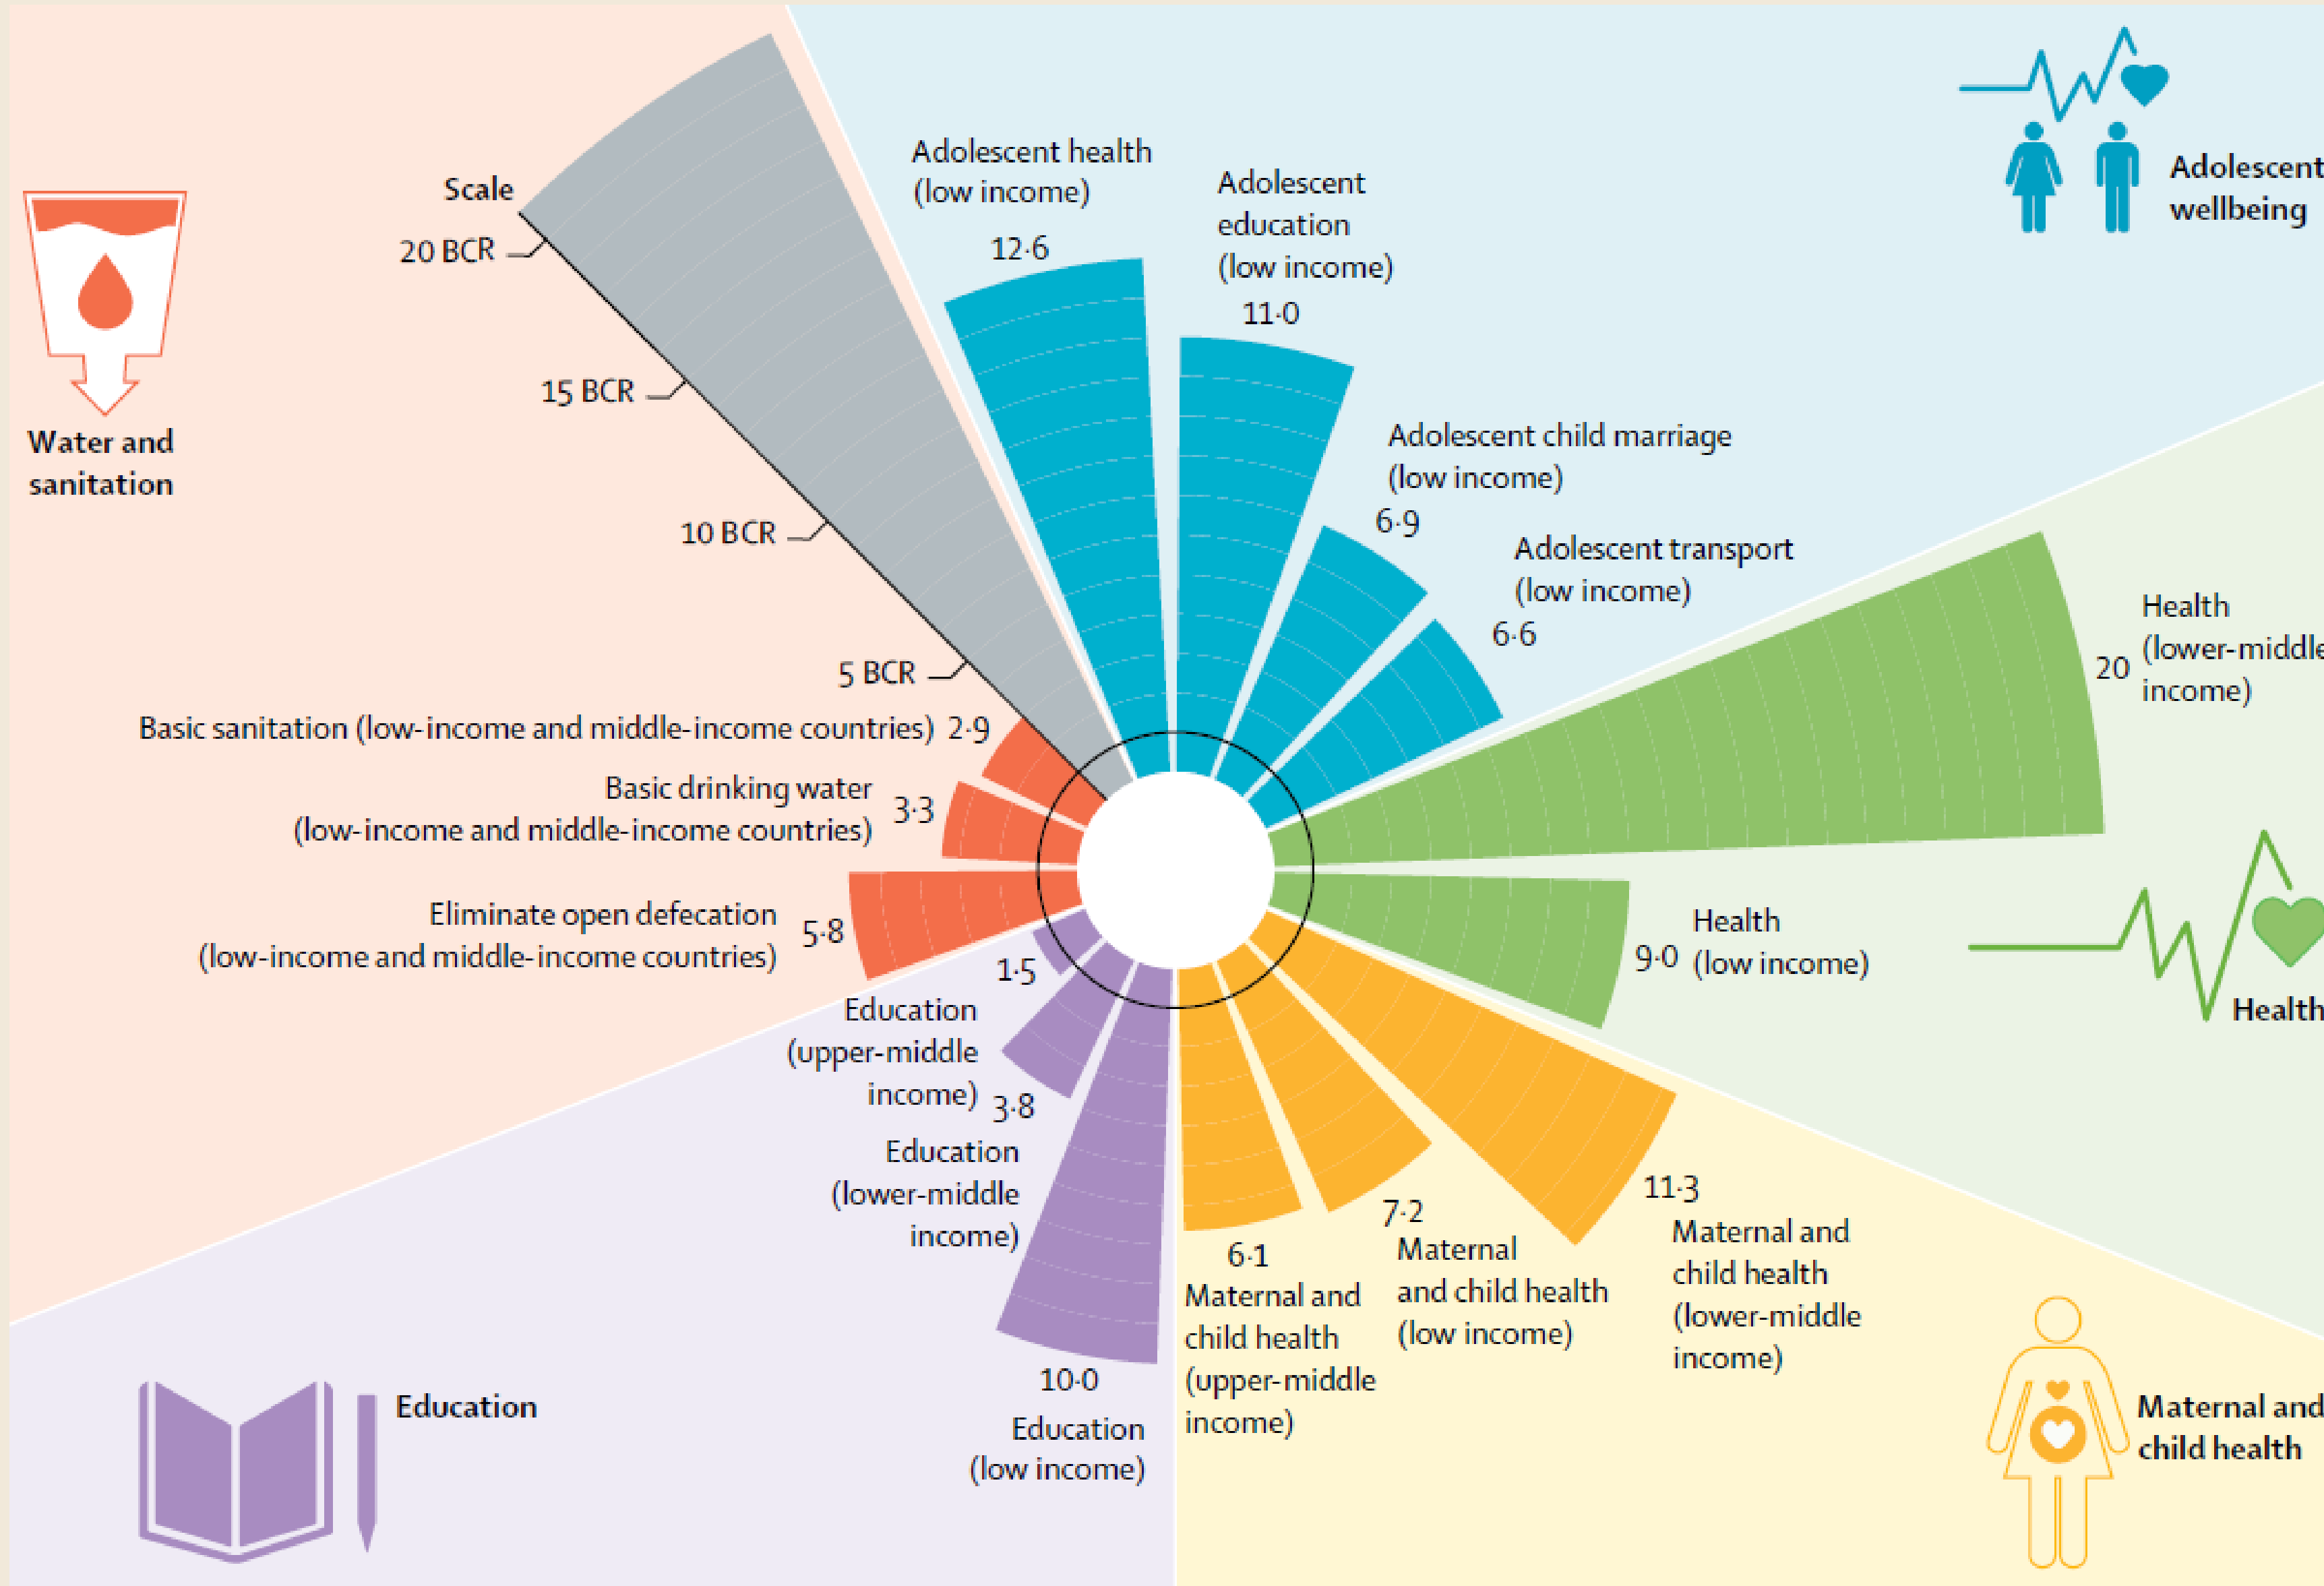 Adolescent
wellbeing
Adolescent health
(low income)
12·6
Adolescent
education
(low income)
11·0
Scale
20 BCR
15 BCR
10 BCR
5 BCR
Water and
sanitation
Adolescent child marriage
(low income)
6·9
Adolescent transport
(low income)
6·6
Health
(lower-middle
income)
20
Basic sanitation (low-income and middle-income countries) 2·9
Basic drinking water
(low-income and middle-income countries)
3·3
Eliminate open defecation
(low-income and middle-income countries)
5·8
Health
(low income)
9·0
Health
1·5
Education
(upper-middle
income)
3·8
Education
(lower-middle
income)
10·0
Education
(low income)
Education
6·1
Maternal and
child health
(upper-middle
income)
7·2
Maternal
and child health
(low income)
11·3
Maternal and
child health
(lower-middle
income)
Maternal and
child health